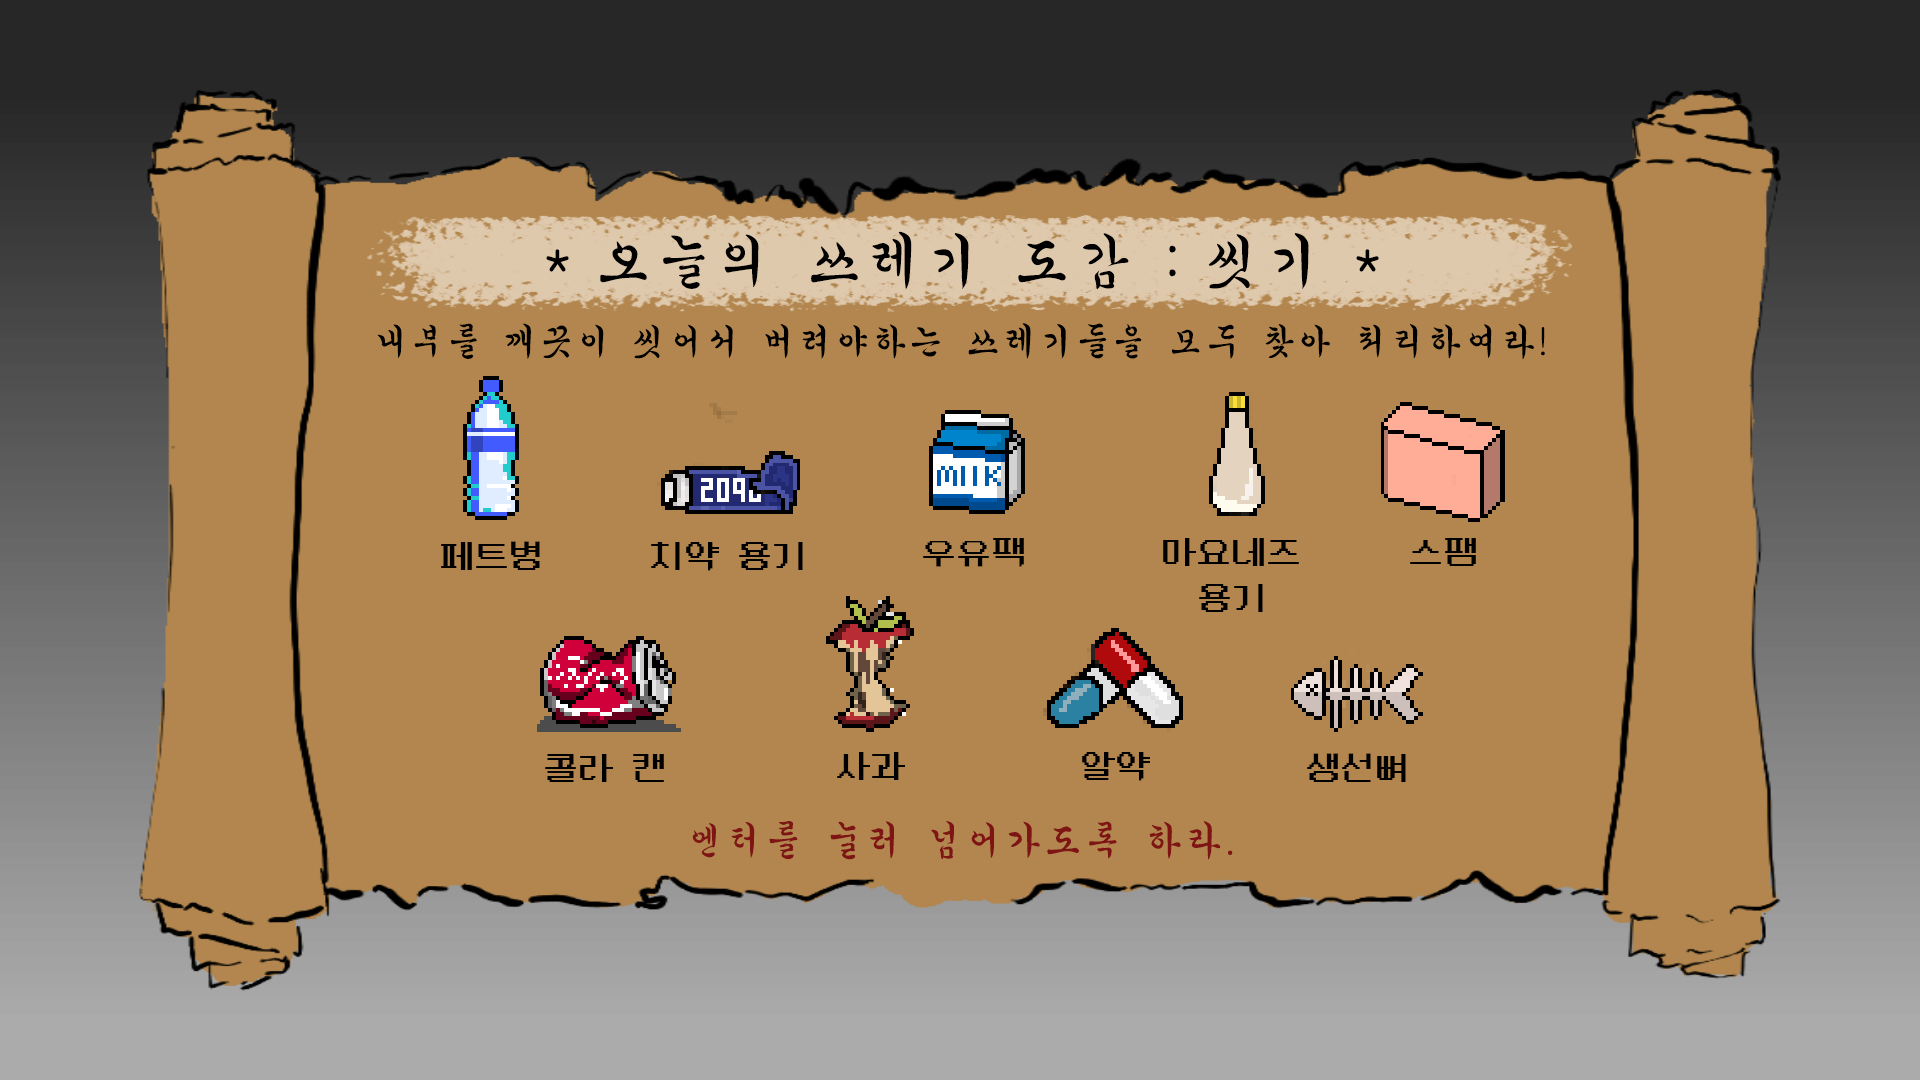 * 오늘의 쓰레기 도감 : 씻기 *
내부를 깨끗이 씻어서 버려야하는 쓰레기들을 모두 찾아 처리하여라!
209
MILK
페트병 치약 용기 우유팩 마요네즈 스팸
용기
콜라 캔 사과 알약 생선뼈
엔터를 눌러 넘어가도록 하라.